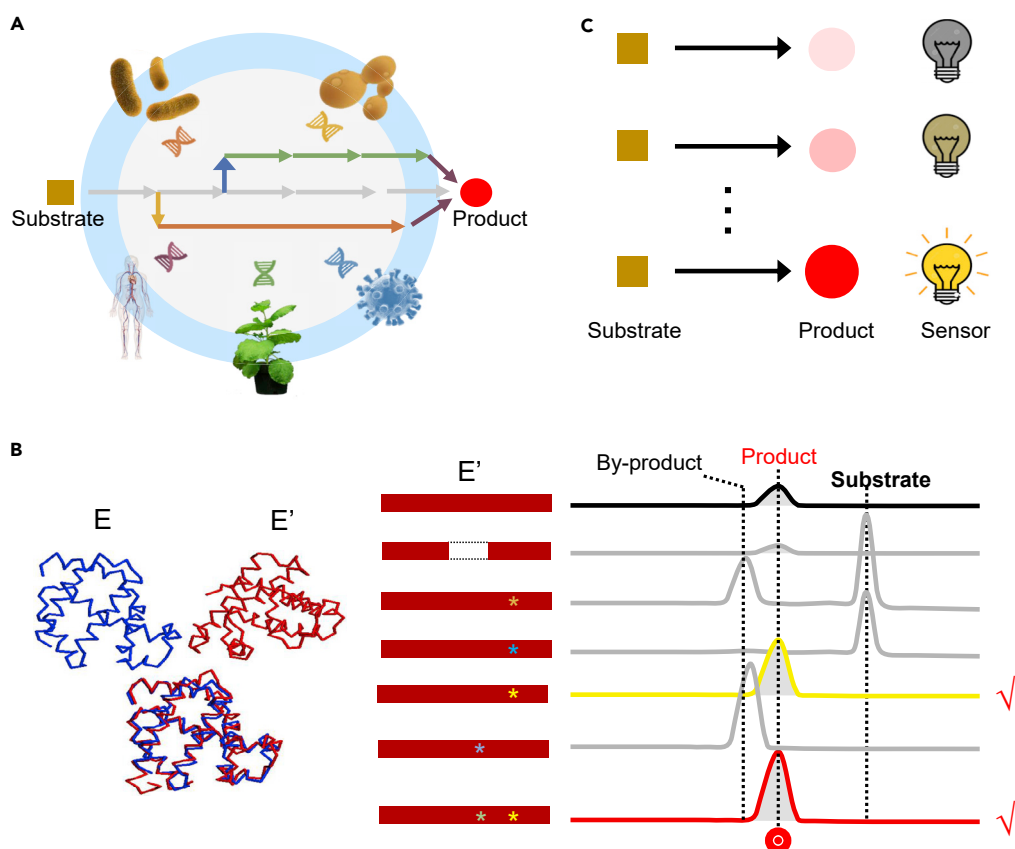 A
Substrate
Product
C
Substrate
Product
Sensor
B
E
E’
E’
By-product
Product
Substrate
*
*
*
*
* *
√
√